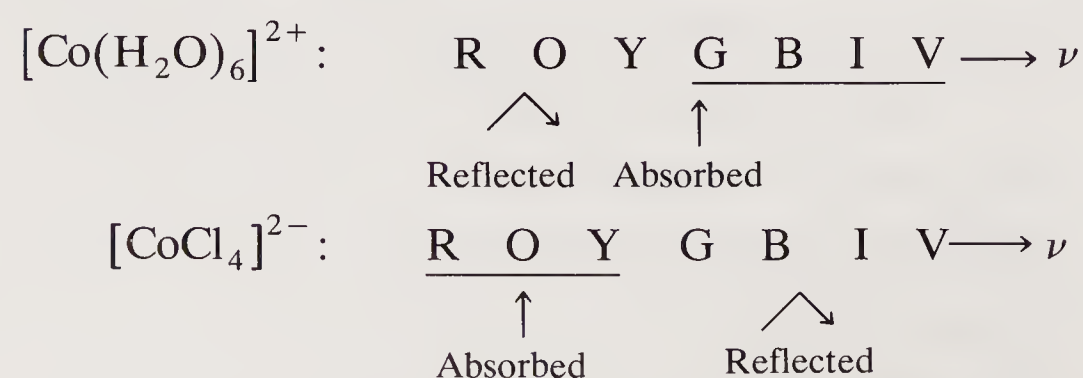 [Co(H₂O)₆]²⁺: R O Y G B I V ⟶ ν
Reflected Absorbed
[CoCl₄]²⁻: R O Y G B I V ⟶ ν
Absorbed Reflected